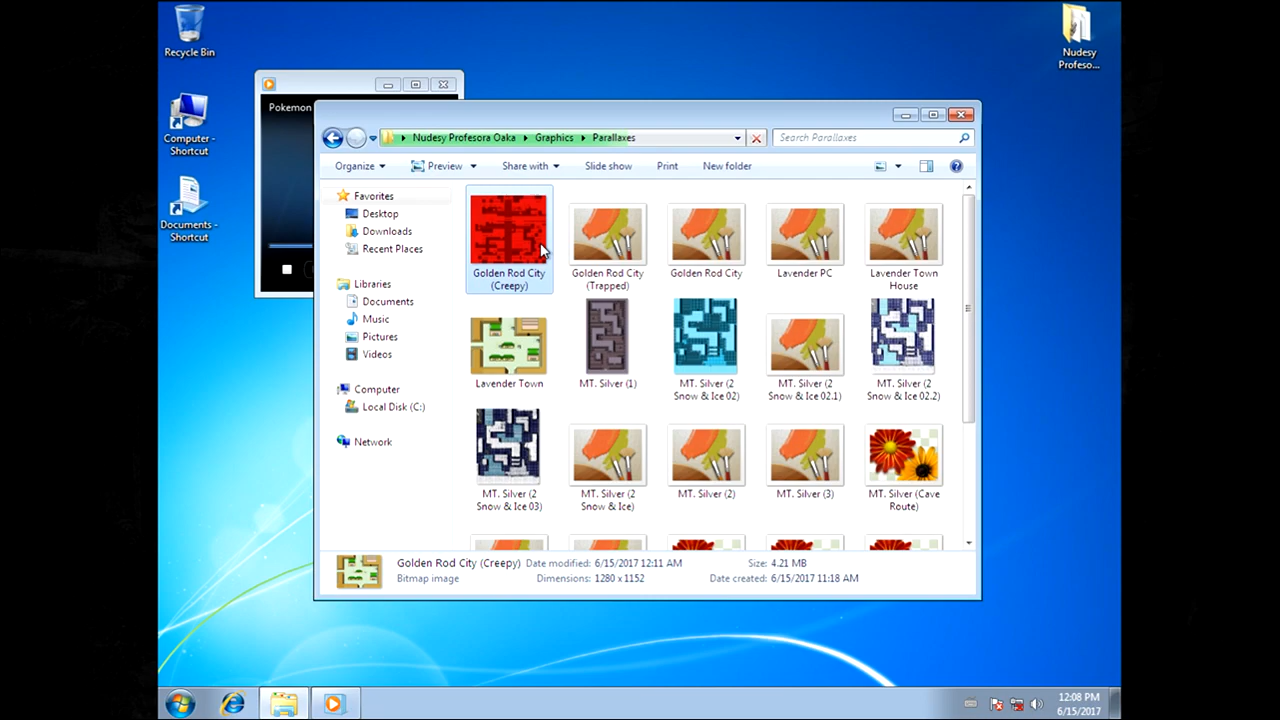 Recycle Bin
Computer -
Shortcut
Documents -
Shortcut
Nudesy
Profeso...
Pokemon
Nudesy Profesora Oaka
Graphics
Parallaxes
Search Parallaxes
Organize
Preview
Share with
Slide show
Print
New folder
Favorites
Desktop
Downloads
Recent Places
Libraries
Documents
Music
Pictures
Videos
Computer
Local Disk (C:)
Network
Golden Rod City
(Creepy)
Golden Rod City
(Trapped)
Golden Rod City
Lavender PC
Lavender Town
House
Lavender Town
MT. Silver (1)
MT. Silver (2
Snow & Ice 02)
MT. Silver (2
Snow & Ice 02.1)
MT. Silver (2
Snow & Ice 02.2)
MT. Silver (2
Snow & Ice 03)
MT. Silver (2
Snow & Ice)
MT. Silver (2)
MT. Silver (3)
MT. Silver (Cave
Route)
Golden Rod City (Creepy) Date modified: 6/15/2017 12:11 AM Size: 4.21 MB
Bitmap image Dimensions: 1280 x 1152 Date created: 6/15/2017 11:18 AM
12:08 PM
6/15/2017